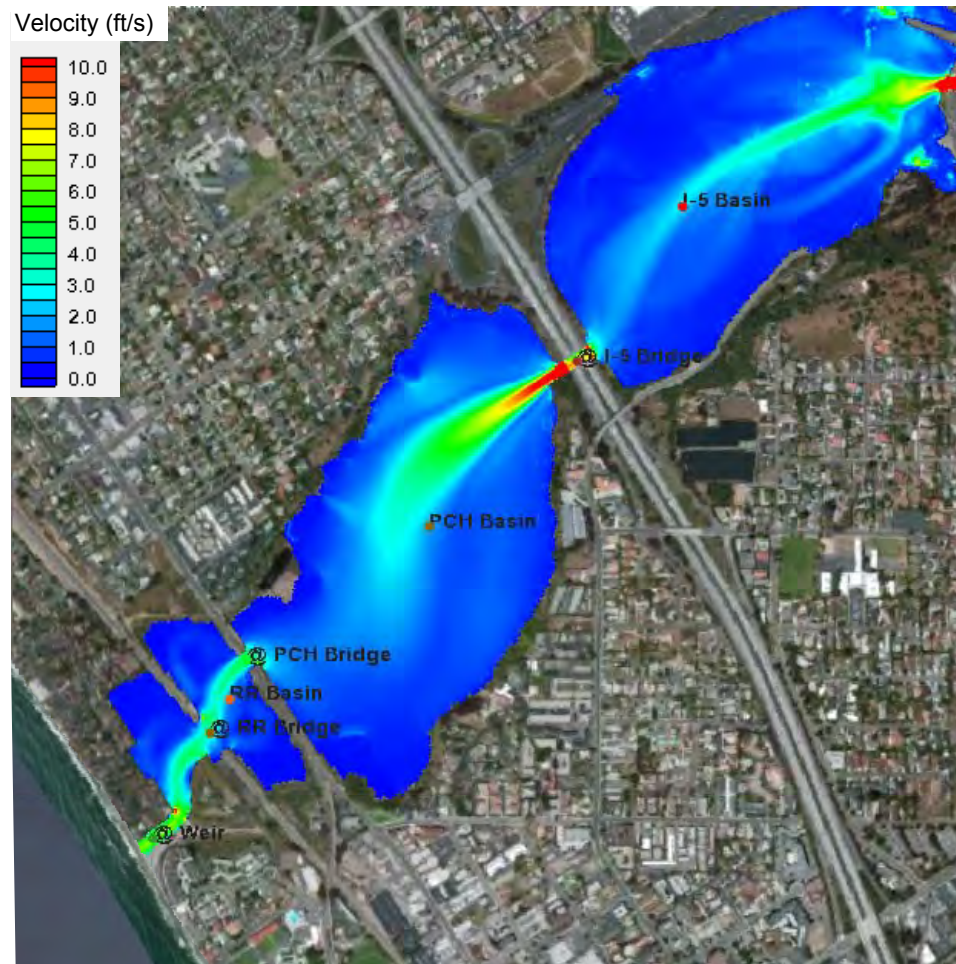 Velocity (ft/s)
10.0
9.0
8.0
7.0
6.0
5.0
4.0
3.0
2.0
1.0
0.0
I-5 Basin
I-5 Bridge
PCH Basin
PCH Bridge
RR Basin
RR Bridge
Weir